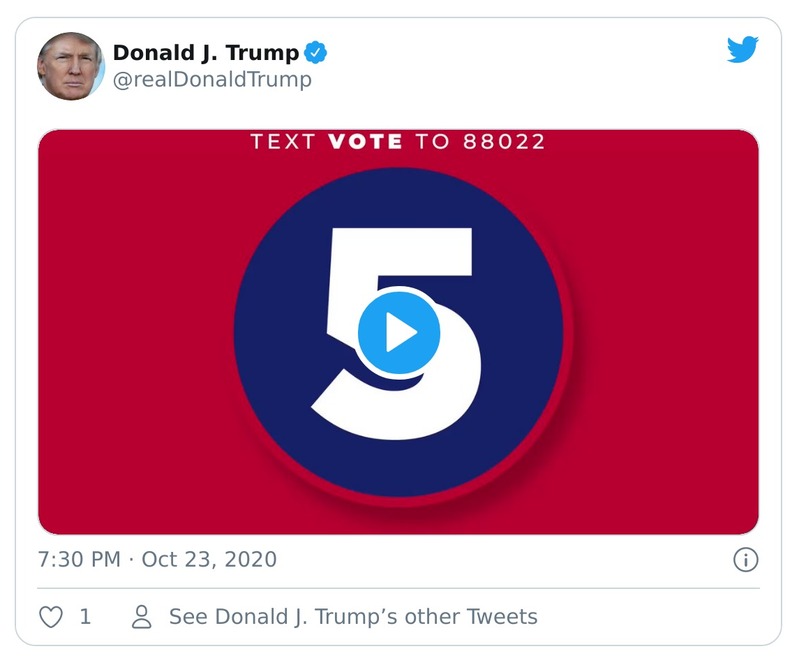 Donald J. Trump
@realDonaldTrump
TEXT VOTE TO 88022
5
7:30 PM · Oct 23, 2020
1
See Donald J. Trump’s other Tweets